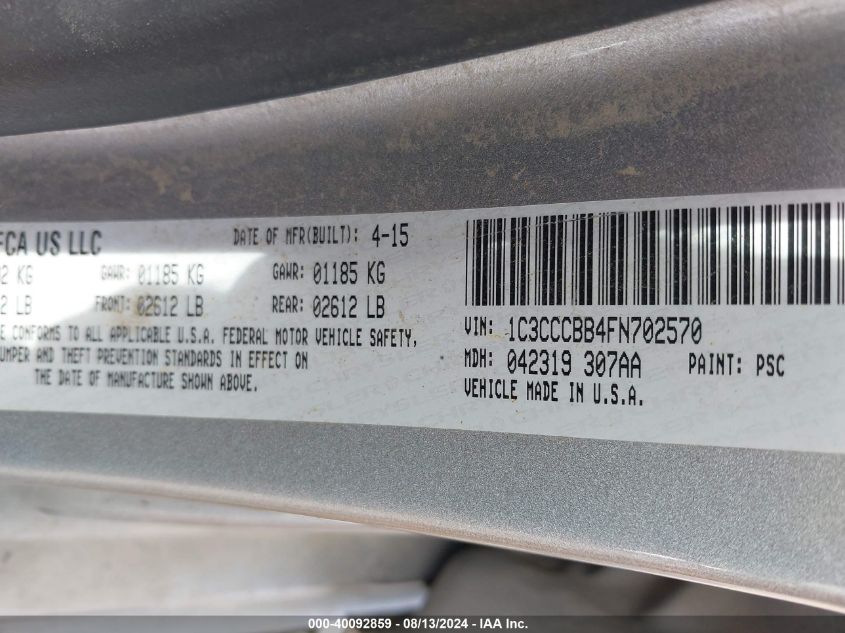 FCA US LLC DATE OF MFR(BUILT): 4-15
KG GAWR: 01185 KG GAWR: 01185 KG
LB FRONT: 02612 LB REAR: 02612 LB
CONFORMS TO ALL APPLICABLE U.S.A. FEDERAL MOTOR VEHICLE SAFETY,
AND THEFT PREVENTION STANDARDS IN EFFECT ON
THE DATE OF MANUFACTURE SHOWN ABOVE.
VIN: 1C3CCCBB4FN702570
MDH: 042319 307AA PAINT: PSC
VEHICLE MADE IN U.S.A.
000-40092859 - 08/13/2024 - IAA Inc.